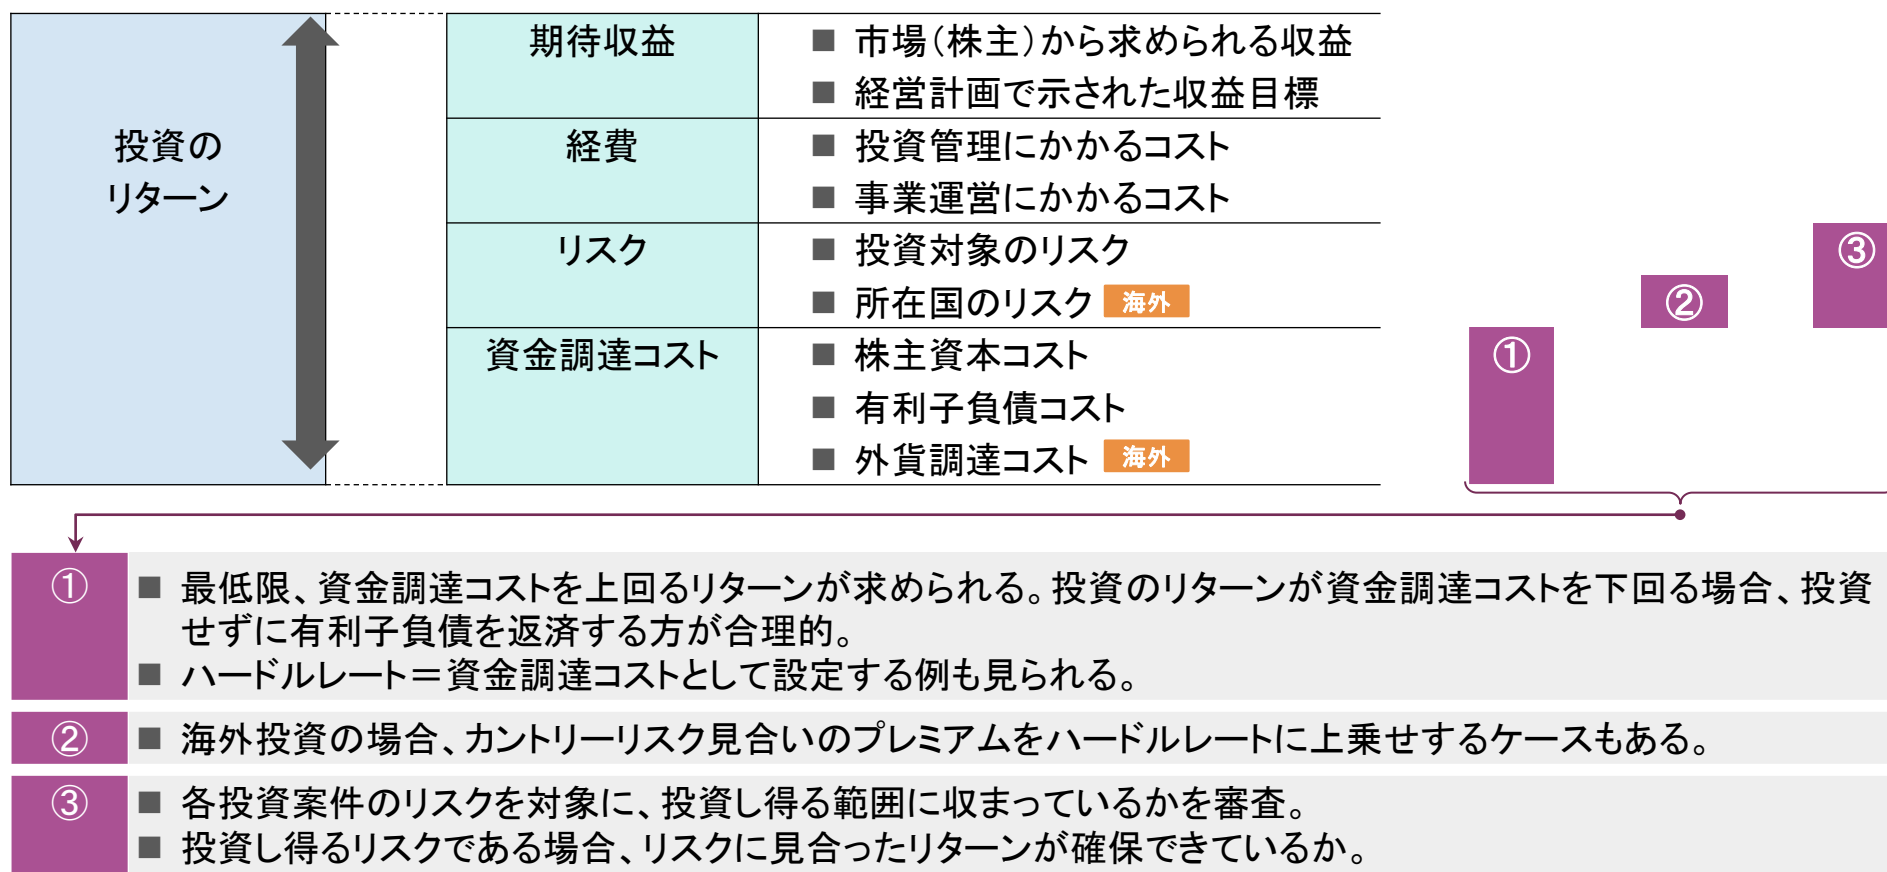 投資の
リターン
期待収益
■ 市場(株主)から求められる収益
■ 経営計画で示された収益目標
経費
■ 投資管理にかかるコスト
■ 事業運営にかかるコスト
リスク
■ 投資対象のリスク
■ 所在国のリスク 海外
資金調達コスト
■ 株主資本コスト
■ 有利子負債コスト
■ 外貨調達コスト 海外
①
②
③
①
■ 最低限、資金調達コストを上回るリターンが求められる。投資のリターンが資金調達コストを下回る場合、投資
せずに有利子負債を返済する方が合理的。
■ ハードルレート＝資金調達コストとして設定する例も見られる。
②
■ 海外投資の場合、カントリーリスク見合いのプレミアムをハードルレートに上乗せするケースもある。
③
■ 各投資案件のリスクを対象に、投資し得る範囲に収まっているかを審査。
■ 投資し得るリスクである場合、リスクに見合ったリターンが確保できているか。